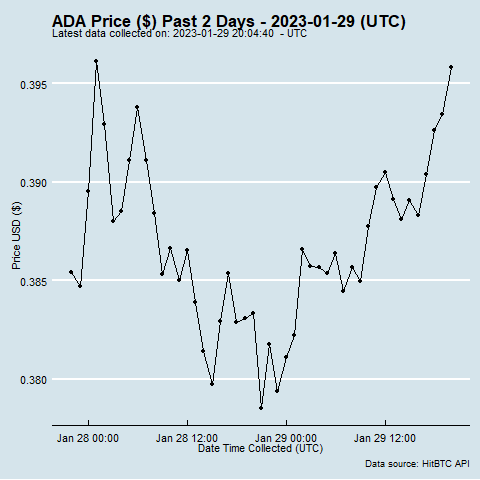 ADA Price ($) Past 2 Days - 2023-01-29 (UTC)
Latest data collected on: 2023-01-29 20:04:40  - UTC
0.395
0.390
0.385
0.380
Price USD ($)
Jan 28 00:00 Jan 28 12:00 Jan 29 00:00 Jan 29 12:00
Date Time Collected (UTC)
Data source: HitBTC API